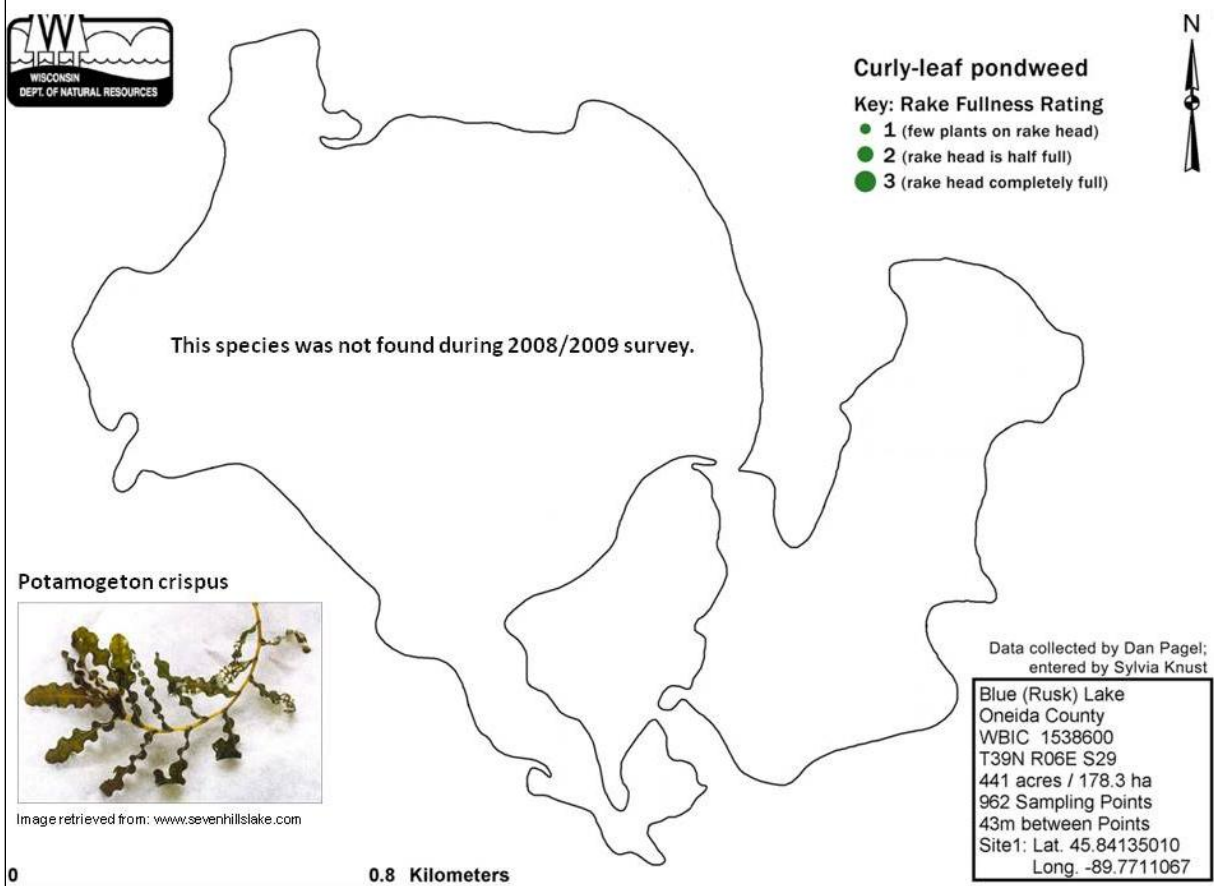 W
WISCONSIN
DEPT. OF NATURAL RESOURCES
N
Curly-leaf pondweed
Key: Rake Fullness Rating
1 (few plants on rake head)
2 (rake head is half full)
3 (rake head completely full)
This species was not found during 2008/2009 survey.
Potamogeton crispus
Image retrieved from: www.sevenhillslake.com
0 0.8 Kilometers
Data collected by Dan Pagel;
entered by Sylvia Knust
Blue (Rusk) Lake
Oneida County
WBIC 1538600
T39N R06E S29
441 acres / 178.3 ha
962 Sampling Points
43m between Points
Site1: Lat. 45.84135010
Long. -89.7711067